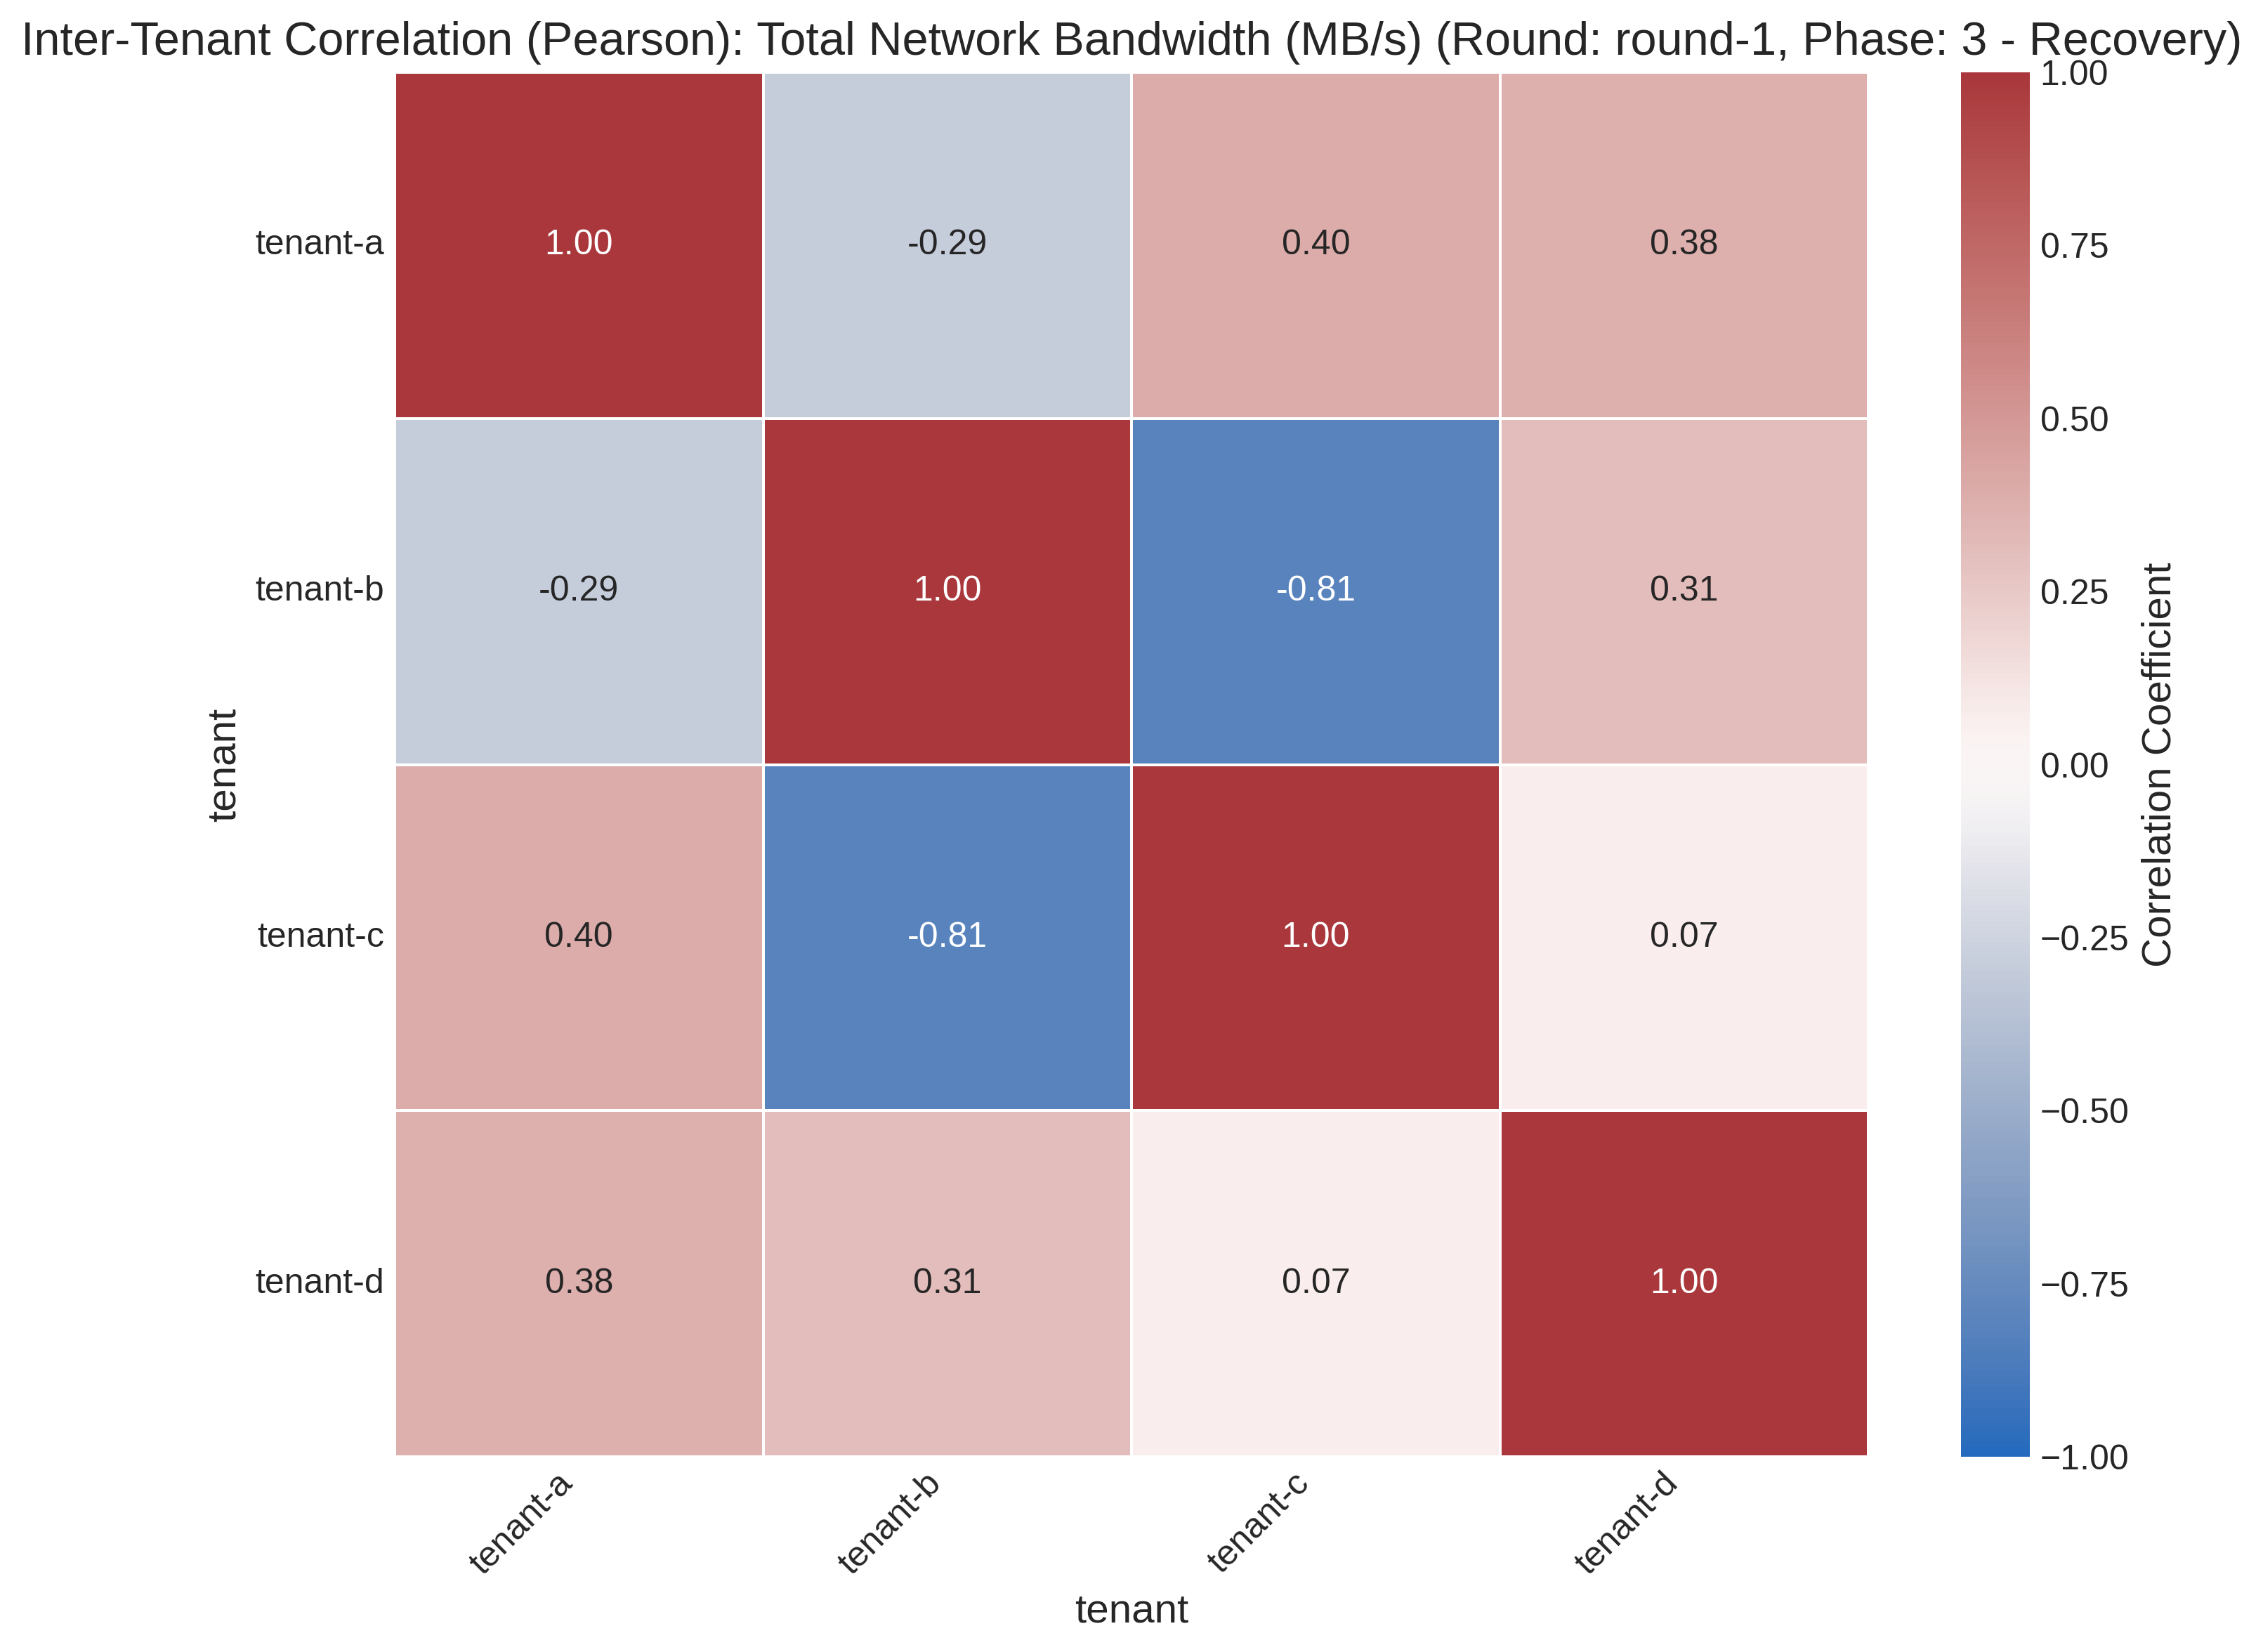 Inter-Tenant Correlation (Pearson): Total Network Bandwidth (MB/s) (Round: round-1, Phase: 3 - Recovery)
tenant
tenant-a 1.00 -0.29 0.40 0.38
tenant-b -0.29 1.00 -0.81 0.31
tenant-c 0.40 -0.81 1.00 0.07
tenant-d 0.38 0.31 0.07 1.00
tenant-a tenant-b tenant-c tenant-d
tenant
1.00
0.75
0.50
0.25
0.00
−0.25
−0.50
−0.75
−1.00
Correlation Coefficient